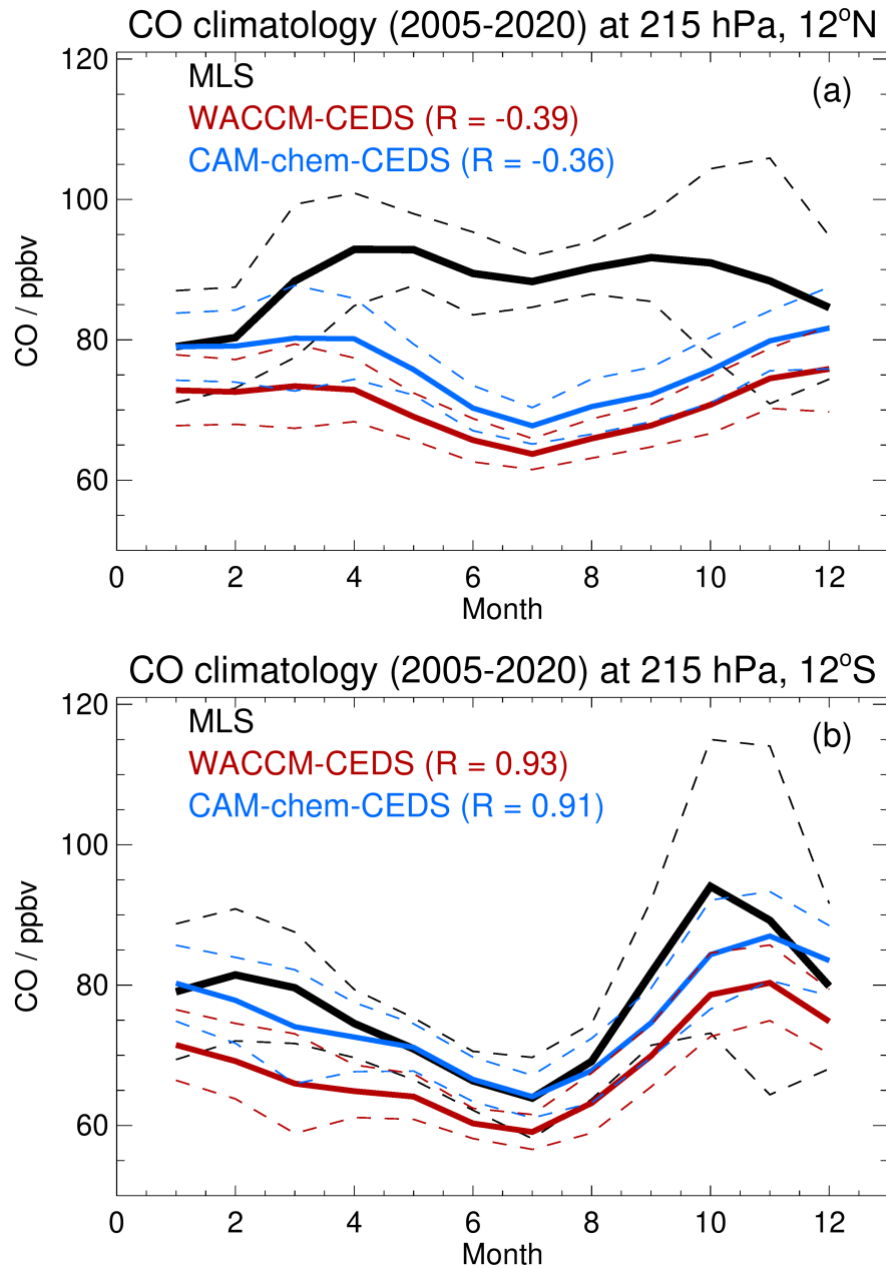 CO climatology (2005-2020) at 215 hPa, 12°N
120
MLS
(a)
WACCM-CEDS (R = -0.39)
CAM-chem-CEDS (R = -0.36)
100
CO / ppbv
80
60
0 2 4 6 8 10 12
Month
CO climatology (2005-2020) at 215 hPa, 12°S
120
MLS
(b)
WACCM-CEDS (R = 0.93)
CAM-chem-CEDS (R = 0.91)
100
CO / ppbv
80
60
0 2 4 6 8 10 12
Month